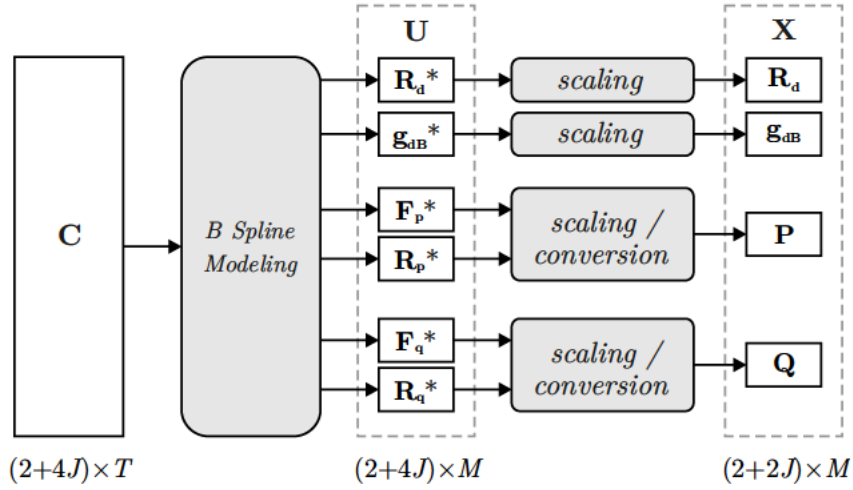 U X
R_d* scaling R_d
g_dB* scaling g_dB
C B Spline Modeling
F_p* scaling / conversion P
R_p*
F_q* scaling / conversion Q
R_q*
(2+4J)×T (2+4J)×M (2+2J)×M